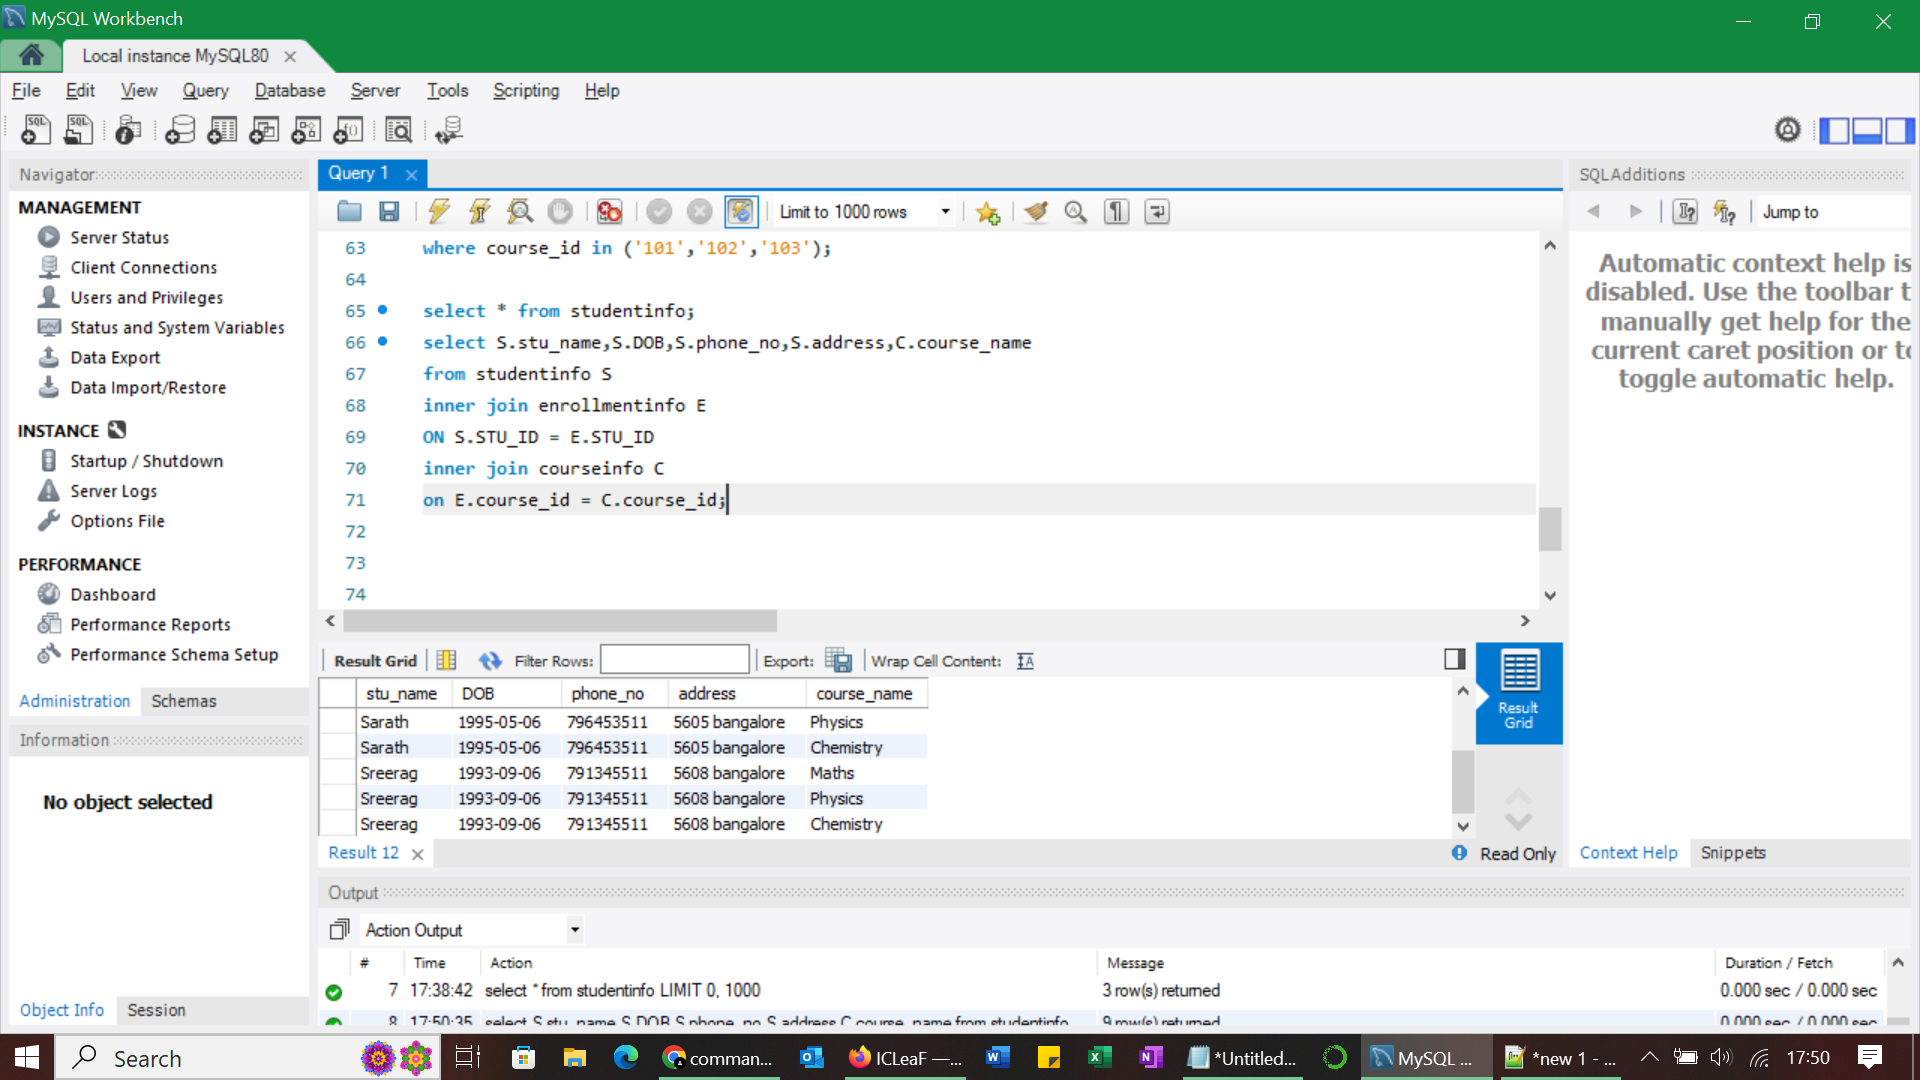 MySQL Workbench
Local instance MySQL80
File Edit View Query Database Server Tools Scripting Help
Navigator
MANAGEMENT
Server Status
Client Connections
Users and Privileges
Status and System Variables
Data Export
Data Import/Restore
INSTANCE
Startup / Shutdown
Server Logs
Options File
PERFORMANCE
Dashboard
Performance Reports
Performance Schema Setup
Administration Schemas
Information
No object selected
Object Info Session
Query 1
Limit to 1000 rows
63 where course_id in ('101','102','103');
64
65 select * from studentinfo;
66 select S.stu_name,S.DOB,S.phone_no,S.address,C.course_name
67 from studentinfo S
68 inner join enrollmentinfo E
69 ON S.STU_ID = E.STU_ID
70 inner join courseinfo C
71 on E.course_id = C.course_id;
72
73
74
Result Grid Filter Rows: Export: Wrap Cell Content:
stu_name DOB phone_no address course_name
Sarath 1995-05-06 796453511 5605 bangalore Physics
Sarath 1995-05-06 796453511 5605 bangalore Chemistry
Sreerag 1993-09-06 791345511 5608 bangalore Maths
Sreerag 1993-09-06 791345511 5608 bangalore Physics
Sreerag 1993-09-06 791345511 5608 bangalore Chemistry
Result Grid
Result 12
Read Only
SQLAdditions
Jump to
Automatic context help is
disabled. Use the toolbar t
manually get help for the
current caret position or to
toggle automatic help.
Context Help Snippets
Output
Action Output
# Time Action Message Duration / Fetch
7 17:38:42 select * from studentinfo LIMIT 0, 1000 3 row(s) returned 0.000 sec / 0.000 sec
8 17:50:35 select S.stu_name,S.DOB,S.phone_no,S.address,C.course_name from studentinfo 9 row(s) returned 0.000 sec / 0.000 sec
Search
comman...
ICLeaF —...
*Untitled...
MySQL ...
*new 1 - ...
17:50